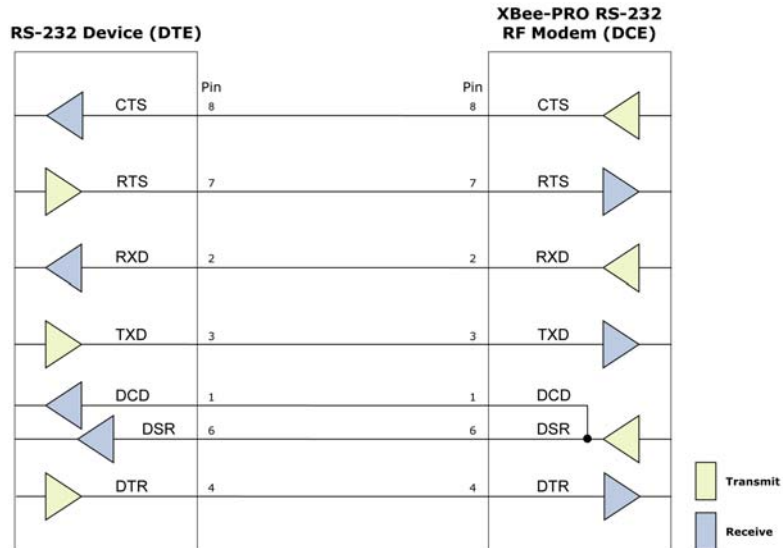 XBee-PRO RS-232
RS-232 Device (DTE) RF Modem (DCE)
Pin Pin
CTS 8 8 CTS
RTS 7 7 RTS
RXD 2 2 RXD
TXD 3 3 TXD
DCD 1 1 DCD
DSR 6 6 DSR
DTR 4 4 DTR
Transmit
Receive